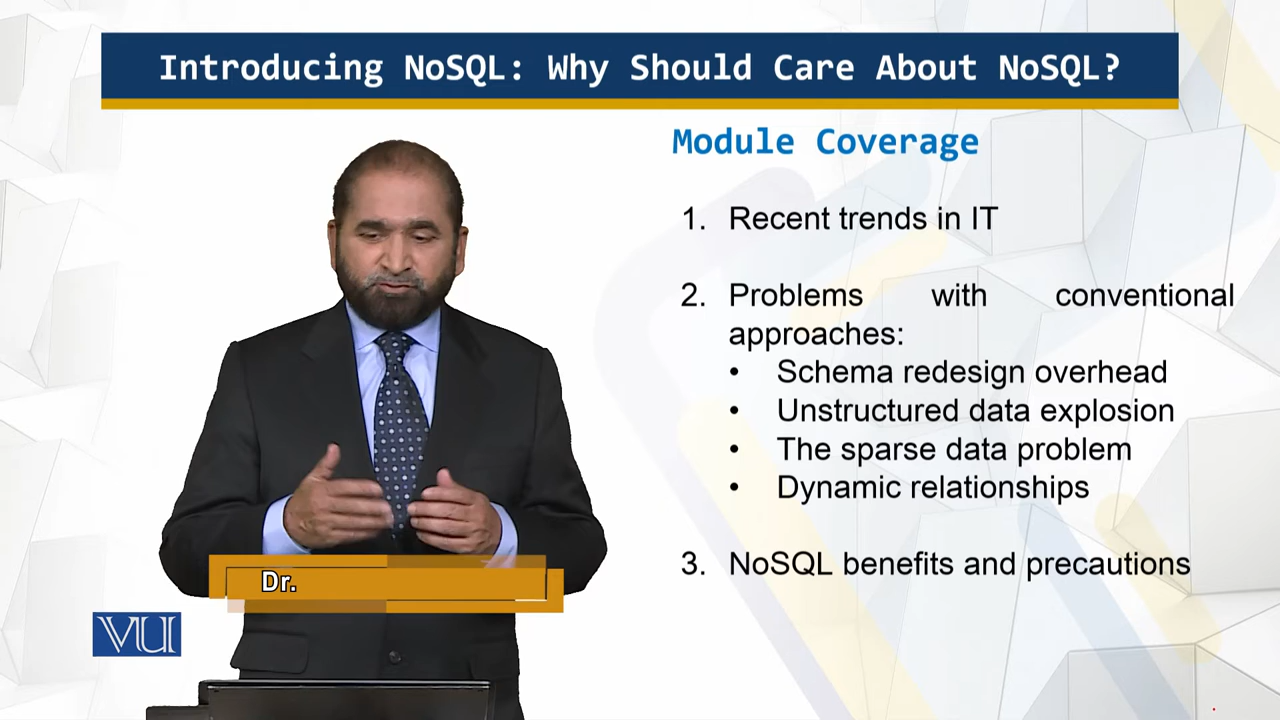 Introducing NoSQL: Why Should Care About NoSQL?
Module Coverage
1. Recent trends in IT
2. Problems with conventional
approaches:
• Schema redesign overhead
• Unstructured data explosion
• The sparse data problem
• Dynamic relationships
3. NoSQL benefits and precautions
Dr.
VU